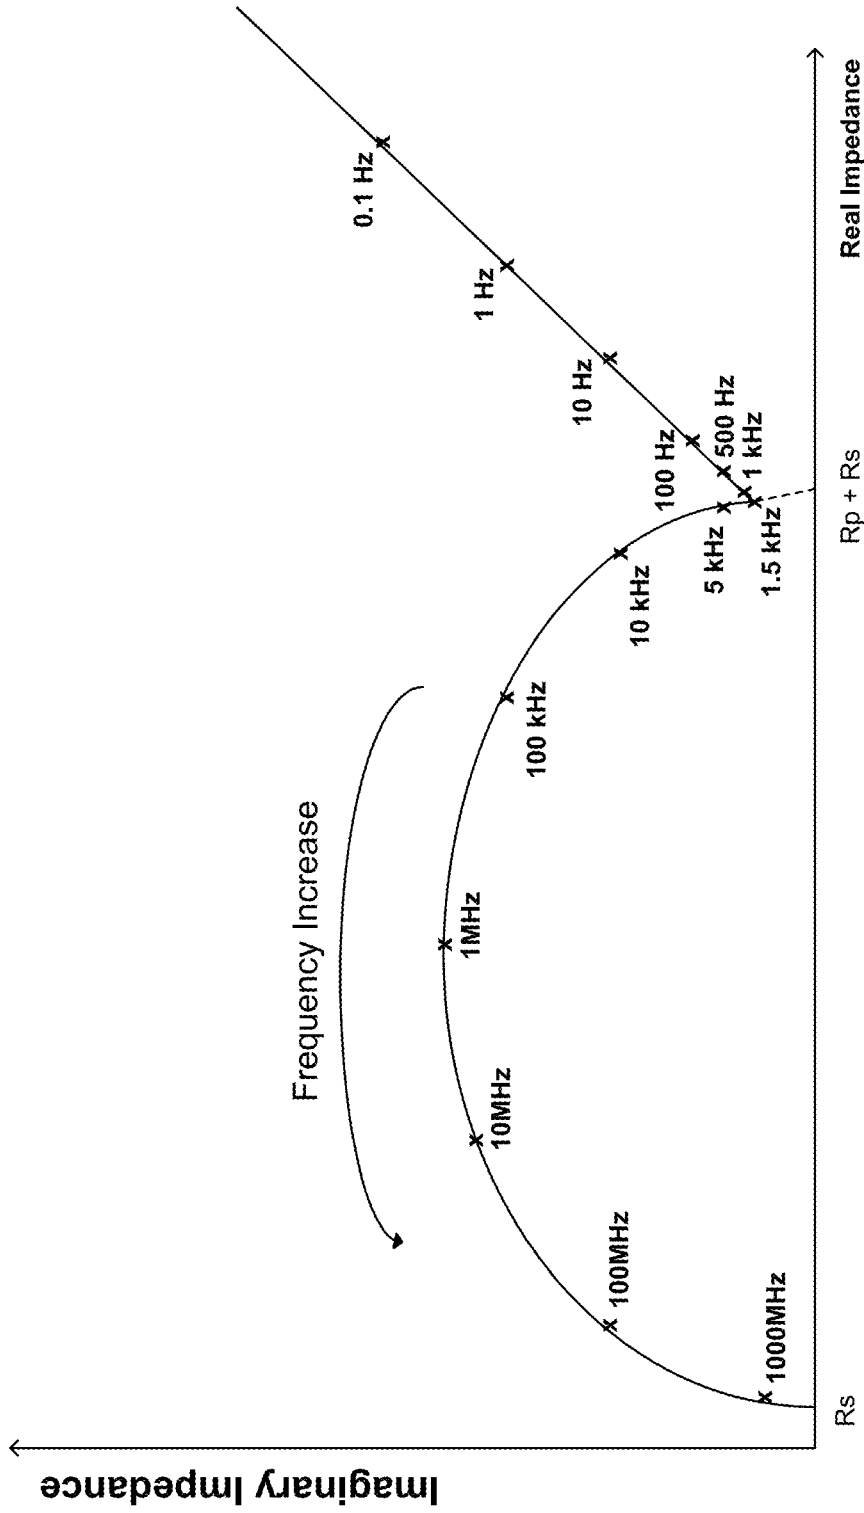 Imaginary Impedance
Frequency Increase
0.1 Hz
1 Hz
10 Hz
100 Hz
500 Hz
1 kHz
1.5 kHz
5 kHz
10 kHz
100 kHz
1MHz
10MHz
100MHz
1000MHz
Rs
Rp + Rs
Real Impedance